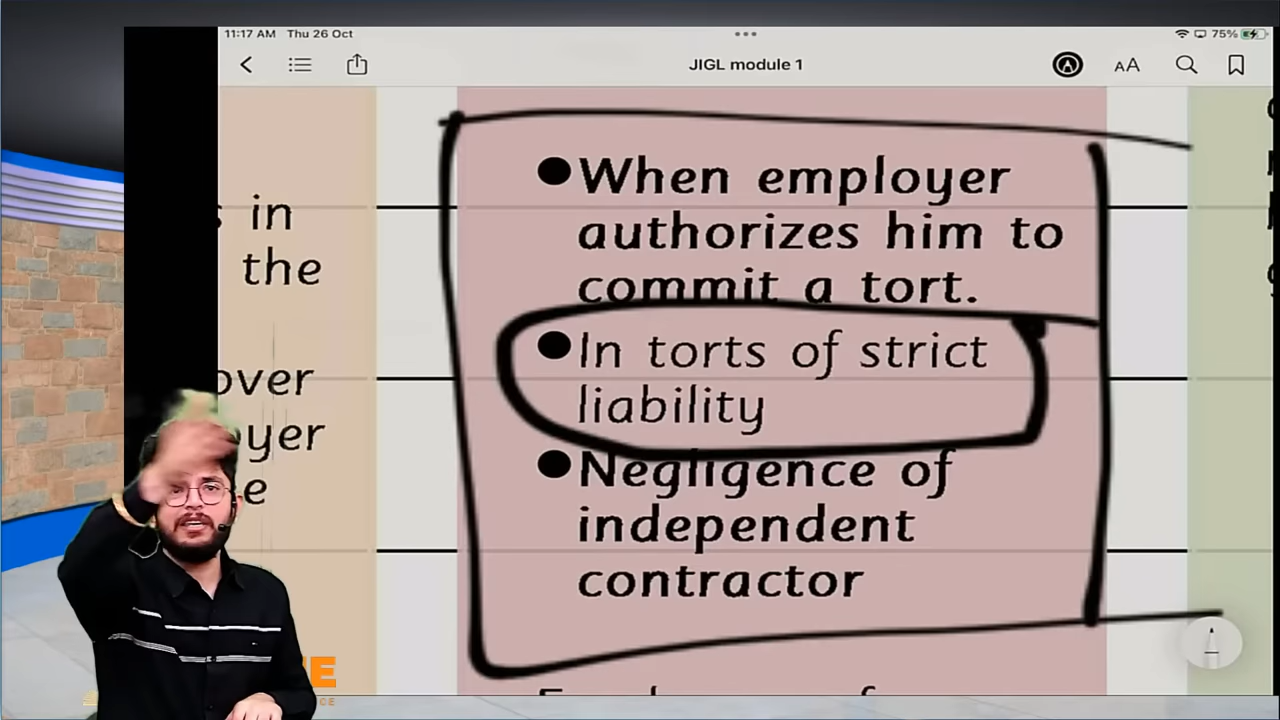 11:17 AM Thu 26 Oct
75%
JIGL module 1
AA
in
the
over
•When employer
authorizes him to
commit a tort.
•In torts of strict
liability
•Negligence of
independent
contractor